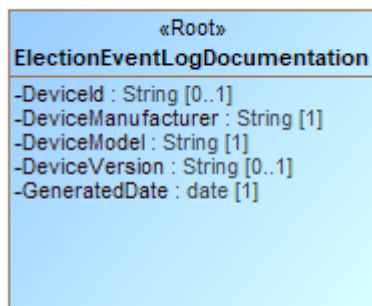 «Root»
ElectionEventLogDocumentation
-DeviceId : String [0..1]
-DeviceManufacturer : String [1]
-DeviceModel : String [1]
-DeviceVersion : String [0..1]
-GeneratedDate : date [1]